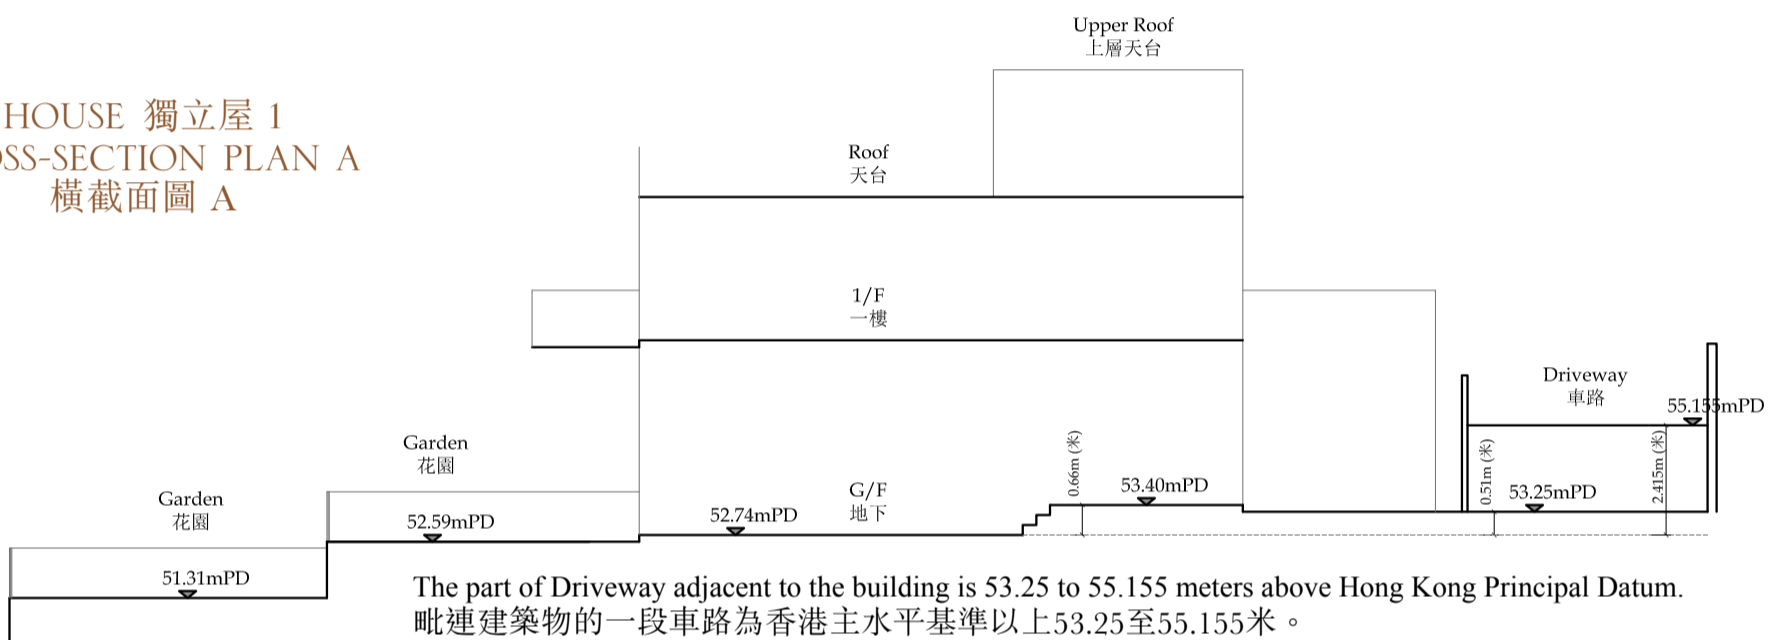 HOUSE 獨立屋 1
OSS-SECTION PLAN A
橫截面圖 A
Upper Roof
上層天台
Roof
天台
1/F
一樓
Driveway
車路
55.155mPD
Garden
花園
0.66m (米)
0.51m (米)
2.415m (米)
Garden
花園
G/F
地下
53.40mPD
53.25mPD
52.59mPD
52.74mPD
51.31mPD
The part of Driveway adjacent to the building is 53.25 to 55.155 meters above Hong Kong Principal Datum.
毗連建築物的一段車路為香港主水平基準以上53.25至55.155米。